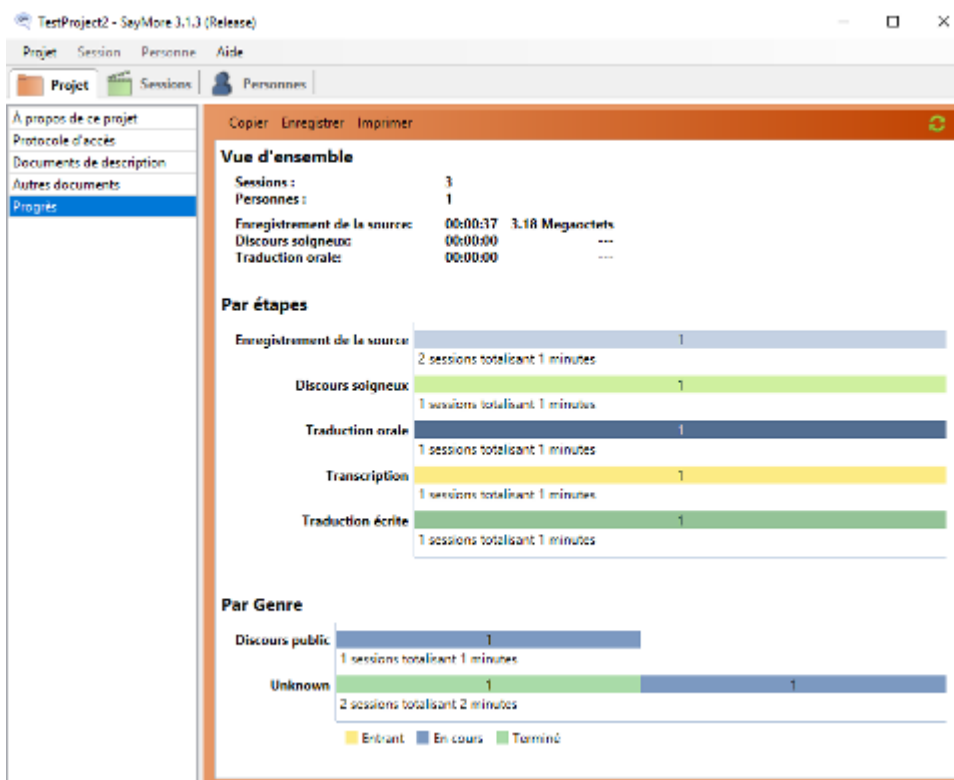 TestProject2 - SayMore 3.1.3 (Release)
Projet Session Personne Aide
Projet Sessions Personnes
À propos de ce projet
Protocole d'accès
Documents de description
Autres documents
Progrès
Copier Enregistrer Imprimer
Vue d'ensemble
Sessions : 3
Personnes : 1
Enregistrement de la source: 00:00:37 3.18 Megaoctets
Discours soigneux: 00:00:00 ---
Traduction orale: 00:00:00 ---
Par étapes
Enregistrement de la source 1
2 sessions totalisant 1 minutes
Discours soigneux 1
1 sessions totalisant 1 minutes
Traduction orale 1
1 sessions totalisant 1 minutes
Transcription 1
1 sessions totalisant 1 minutes
Traduction écrite 1
1 sessions totalisant 1 minutes
Par Genre
Discours public 1
1 sessions totalisant 1 minutes
Unknown 1 1
2 sessions totalisant 2 minutes
Entrant En cours Terminé